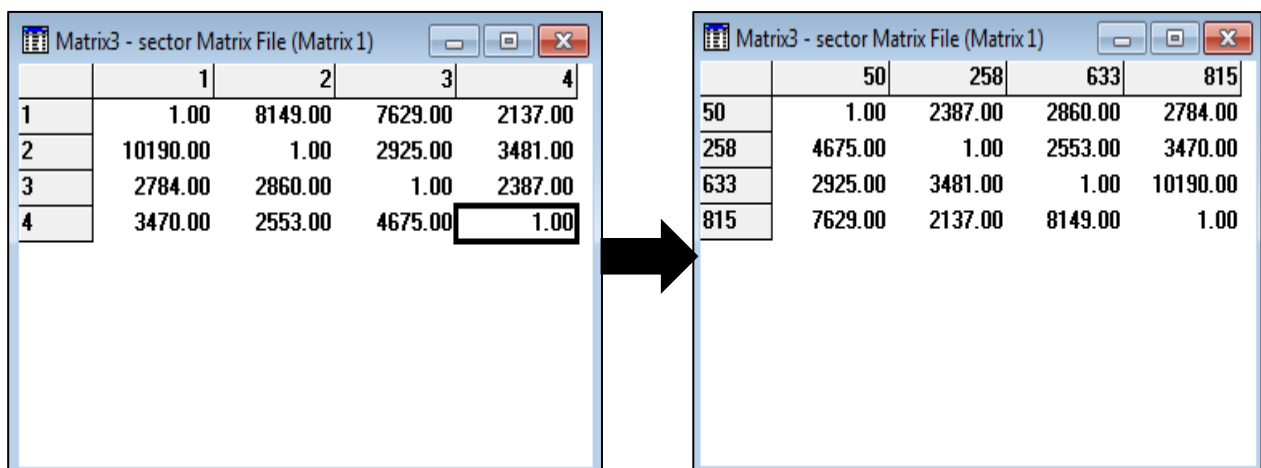 Matrix3 - sector Matrix File (Matrix 1)
1 2 3 4
1 1.00 8149.00 7629.00 2137.00
2 10190.00 1.00 2925.00 3481.00
3 2784.00 2860.00 1.00 2387.00
4 3470.00 2553.00 4675.00 1.00
Matrix3 - sector Matrix File (Matrix 1)
50 258 633 815
50 1.00 2387.00 2860.00 2784.00
258 4675.00 1.00 2553.00 3470.00
633 2925.00 3481.00 1.00 10190.00
815 7629.00 2137.00 8149.00 1.00